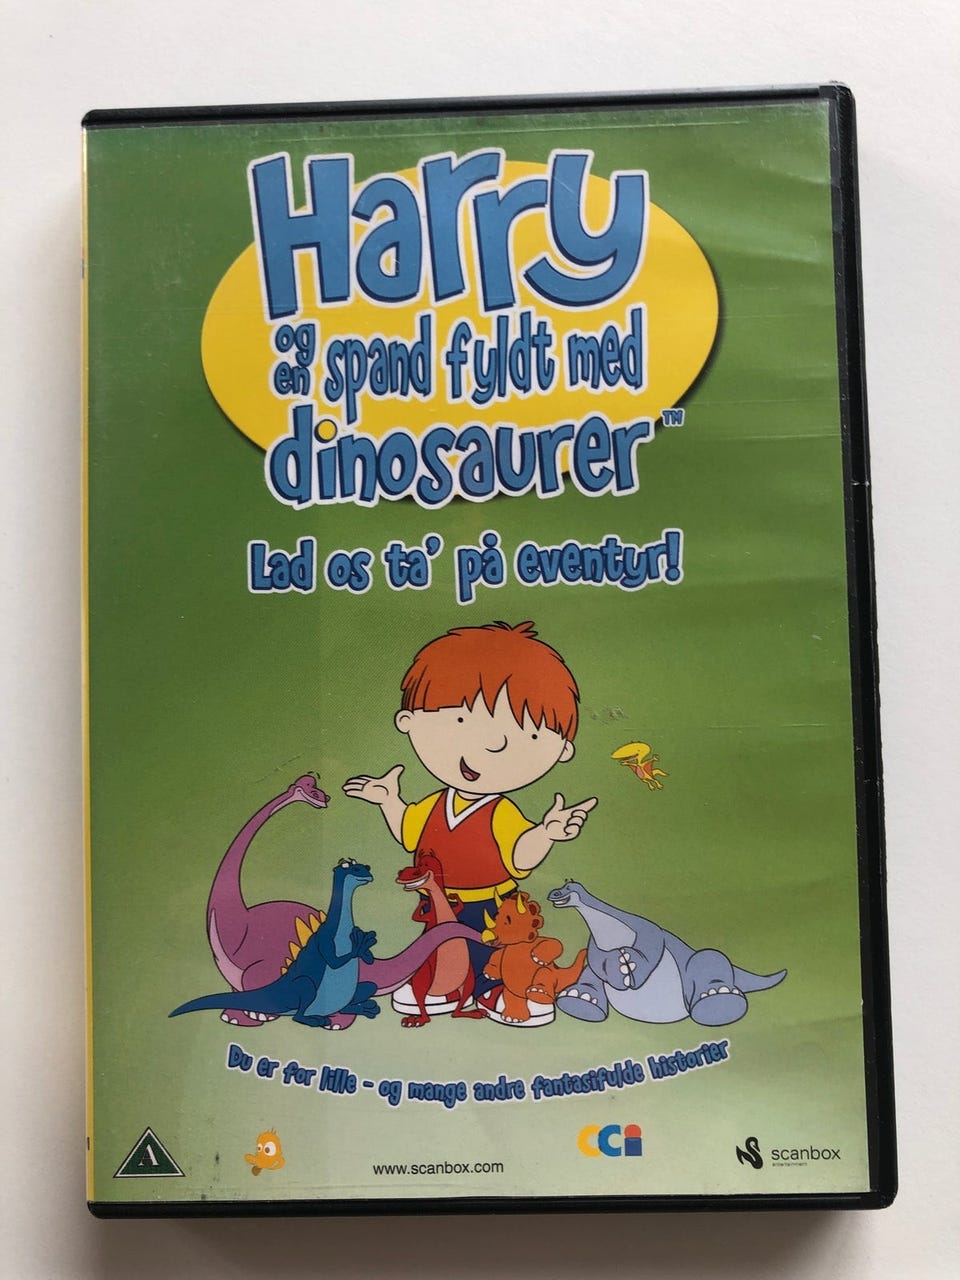 Harry
og en spand fyldt med
dinosaurer™
Lad os ta' på eventyr!
Du er for lille - og mange andre fantasifulde historier
A
www.scanbox.com
cci
scanbox
entertainment